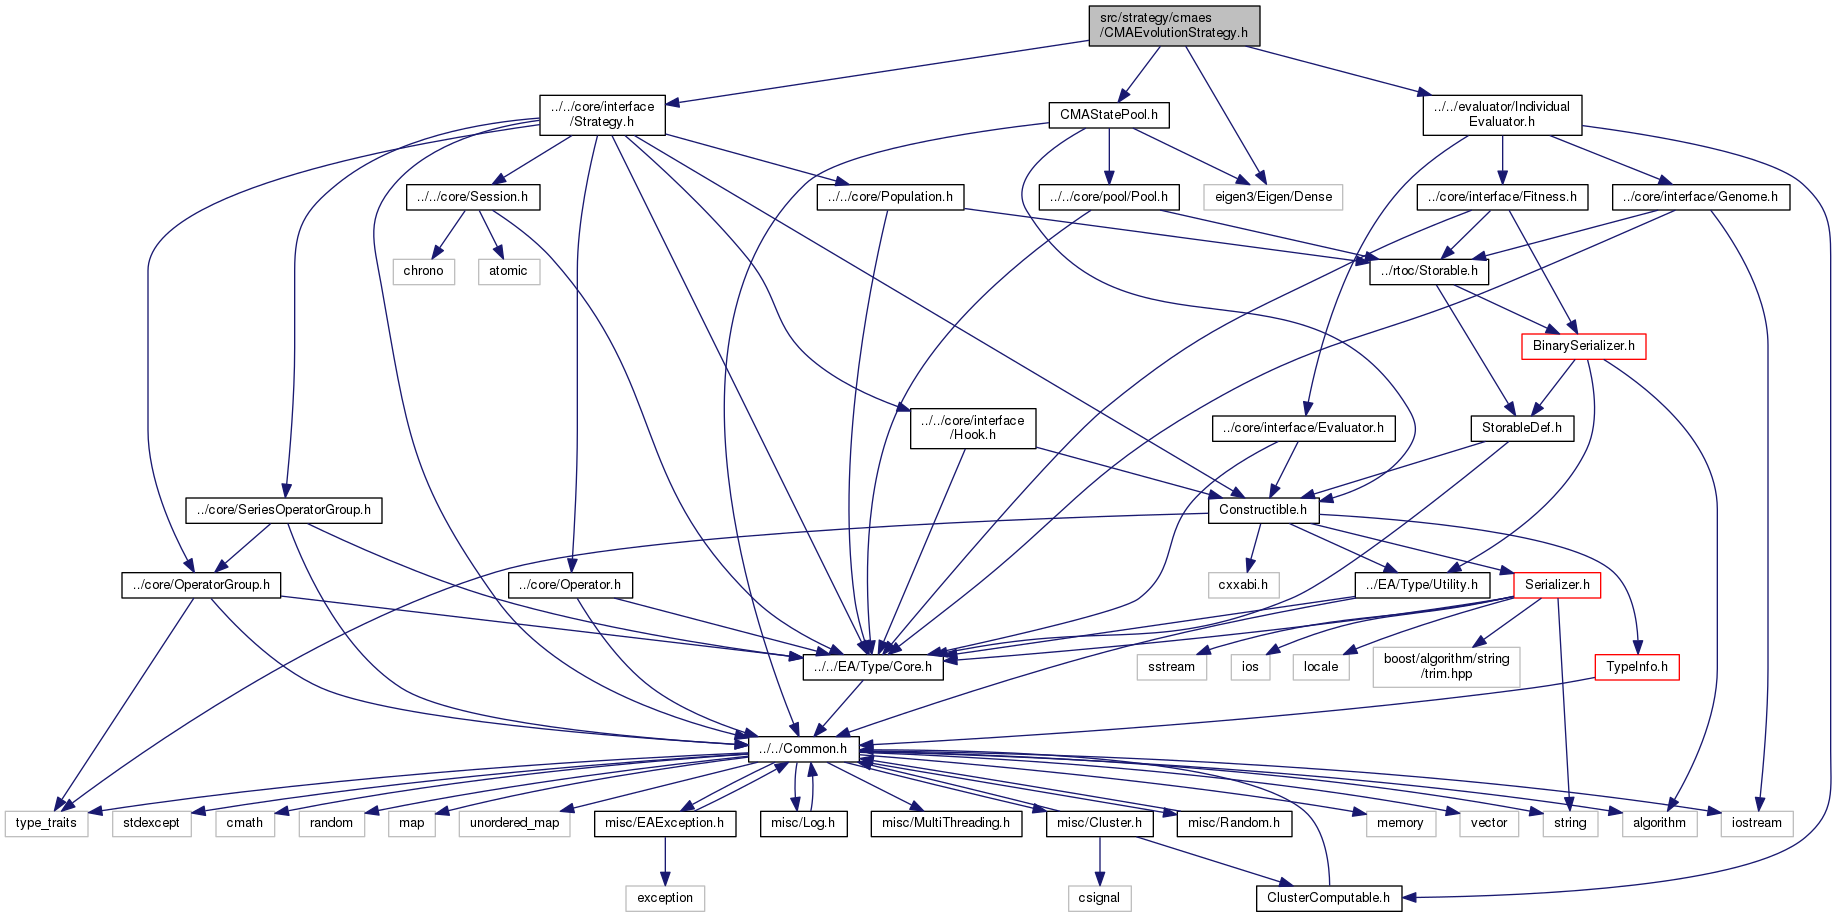 src/strategy/cmaes
/CMAEvolutionStrategy.h
../../core/interface
/Strategy.h
CMAStatePool.h
../../evaluator/Individual
Evaluator.h
../../core/Session.h
../../core/Population.h
../../core/pool/Pool.h
eigen3/Eigen/Dense
../core/interface/Fitness.h
../core/interface/Genome.h
chrono
atomic
../rtoc/Storable.h
BinarySerializer.h
../../core/interface
/Hook.h
../core/interface/Evaluator.h
StorableDef.h
../core/SeriesOperatorGroup.h
Constructible.h
../core/OperatorGroup.h
../core/Operator.h
cxxabi.h
../EA/Type/Utility.h
Serializer.h
../../EA/Type/Core.h
sstream
ios
locale
boost/algorithm/string
/trim.hpp
TypeInfo.h
../../Common.h
type_traits
stdexcept
cmath
random
map
unordered_map
misc/EAException.h
misc/Log.h
misc/MultiThreading.h
misc/Cluster.h
misc/Random.h
memory
vector
string
algorithm
iostream
exception
csignal
ClusterComputable.h